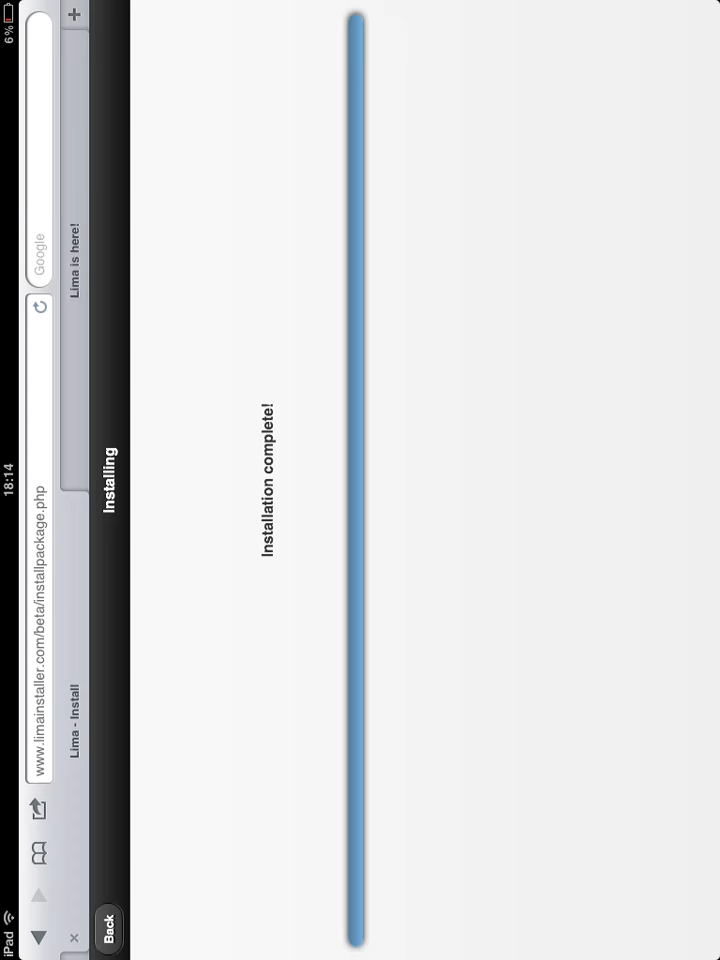 iPad 18:14 6%
www.limainstaller.com/beta/installpackage.php Google
Lima - Install Lima is here!
Back Installing
Installation complete!